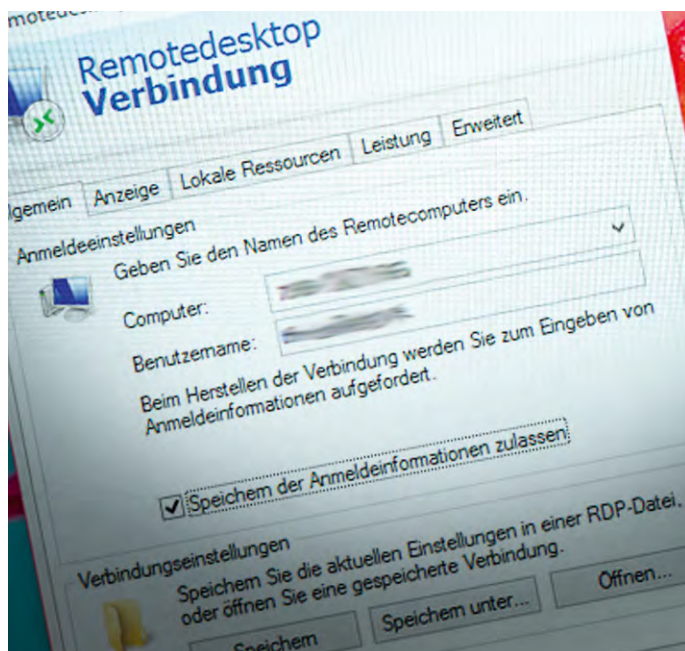 Remotedesktop
Verbindung
Anzeige
Lokale Ressourcen
Leistung
Erweitert
Anmeldeeinstellungen
Geben Sie den Namen des Remotecomputers ein.
Computer:
Benutzername:
Beim Herstellen der Verbindung werden Sie zum Eingeben von
Anmeldeinformationen aufgefordert.
Speichern der Anmeldeinformationen zulassen
Verbindungseinstellungen
Speichern Sie die aktuellen Einstellungen in einer RDP-Datei,
oder öffnen Sie eine gespeicherte Verbindung.
Speichern
Speichern unter...
Öffnen...